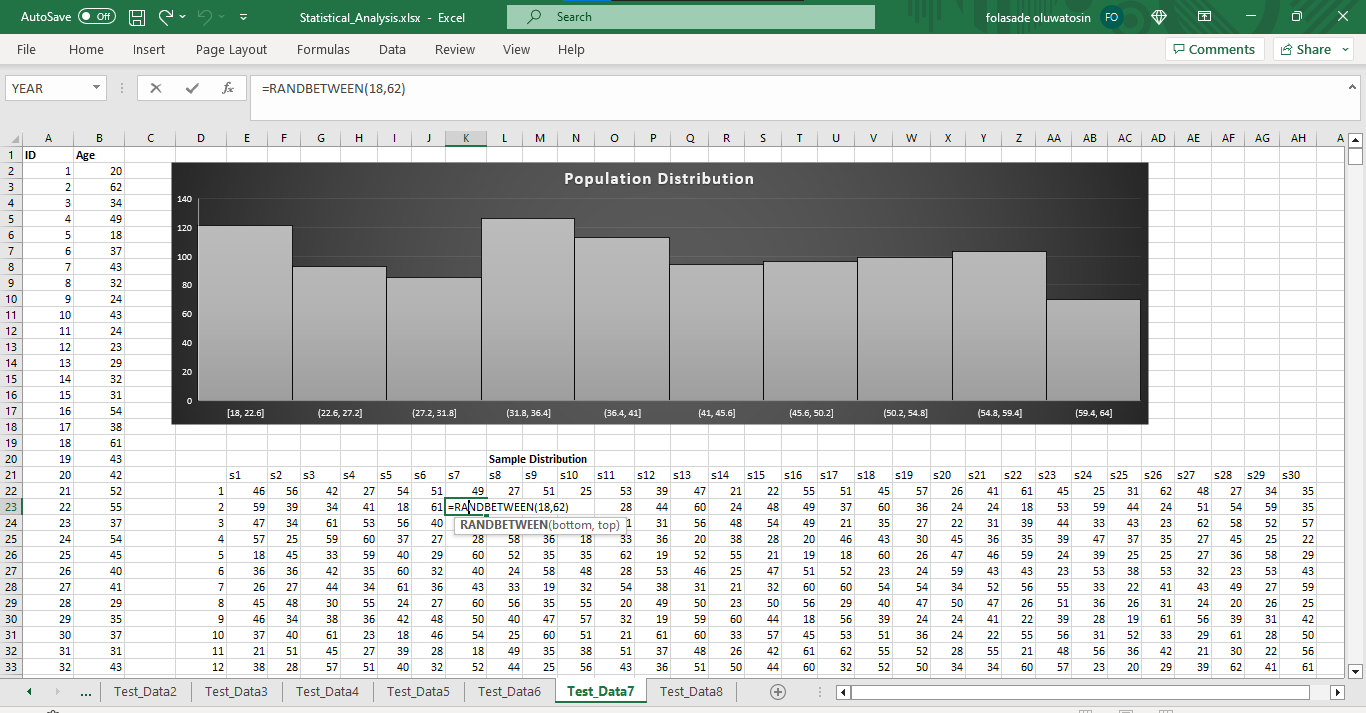 AutoSave Off Statistical_Analysis.xlsx - Excel Search folasade oluwatosin FO
File Home Insert Page Layout Formulas Data Review View Help Comments Share
YEAR fx =RANDBETWEEN(18,62)
A B C D E F G H I J K L M N O P Q R S T U V W X Y Z AA AB AC AD AE AF AG AH A
1 ID Age
2 1 20
Population Distribution
3 2 62
4 3 34
5 4 49
6 5 18
7 6 37
8 7 43
9 8 32
10 9 24
11 10 43
12 11 24
13 12 23
14 13 29
15 14 32
16 15 31
17 16 54
18 17 38
19 18 61
140
120
100
80
60
40
20
0
[18, 22.6] (22.6, 27.2] (27.2, 31.8] (31.8, 36.4] (36.4, 41] (41, 45.6] (45.6, 50.2] (50.2, 54.8] (54.8, 59.4] (59.4, 64]
20 19 43 Sample Distribution
21 20 42 s1 s2 s3 s4 s5 s6 s7 s8 s9 s10 s11 s12 s13 s14 s15 s16 s17 s18 s19 s20 s21 s22 s23 s24 s25 s26 s27 s28 s29 s30
22 21 52 1 46 56 42 27 54 51 49 27 51 25 53 39 47 21 22 55 51 45 57 26 41 61 45 25 31 62 48 27 34 35
23 22 55 2 59 39 34 41 18 61 =RANDBETWEEN(18,62) 28 44 60 24 48 49 37 60 36 24 24 18 53 59 44 24 51 54 59 35
24 23 37 3 47 34 61 53 56 40 RANDBETWEEN(bottom, top) 1 31 56 48 54 49 21 35 27 22 31 39 44 33 43 23 62 58 52 57
25 24 54 4 57 25 59 60 37 27 28 58 36 18 33 36 20 38 28 20 46 43 30 45 36 35 39 47 37 35 27 45 25 22
26 25 45 5 18 45 33 59 40 29 60 52 35 35 62 19 52 55 21 19 18 60 26 47 46 59 24 39 25 25 27 36 58 29
27 26 40 6 36 36 42 35 60 32 40 24 58 48 28 53 46 25 47 51 52 23 24 59 43 43 23 53 38 53 32 23 53 43
28 27 41 7 26 27 44 34 61 36 43 33 19 32 54 38 31 21 32 60 60 54 54 34 52 56 55 33 22 41 43 49 27 59
29 28 29 8 45 48 30 55 24 27 60 56 35 55 20 49 50 23 50 56 29 40 47 50 47 26 51 36 26 31 24 20 26 25
30 29 35 9 46 34 38 36 42 48 50 40 47 57 32 19 59 60 44 18 56 39 24 24 41 22 39 28 19 61 56 39 31 42
31 30 37 10 37 40 61 23 18 46 54 25 60 51 21 61 60 33 57 45 53 51 36 24 22 55 56 31 52 33 29 61 28 50
32 31 31 11 21 51 45 27 39 28 18 49 35 38 51 37 48 26 42 61 62 55 52 28 55 21 48 56 36 42 21 30 22 56
33 32 43 12 38 28 57 51 40 32 52 44 25 56 43 36 51 50 44 60 32 52 50 34 34 60 57 23 20 29 39 62 41 61
... Test_Data2 Test_Data3 Test_Data4 Test_Data5 Test_Data6 Test_Data7 Test_Data8